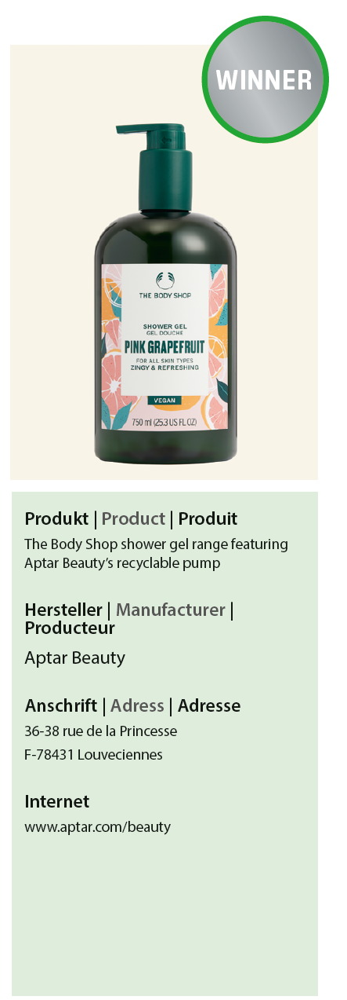 WINNER
THE BODY SHOP
SHOWER GEL
GEL DOUCHE
PINK GRAPEFRUIT
FOR ALL SKIN TYPES
ZINGY & REFRESHING
VEGAN
750 ml (25.3 US FL OZ)
Produkt | Product | Produit
The Body Shop shower gel range featuring
Aptar Beauty’s recyclable pump
Hersteller | Manufacturer |
Producteur
Aptar Beauty
Anschrift | Adress | Adresse
36-38 rue de la Princesse
F-78431 Louveciennes
Internet
www.aptar.com/beauty